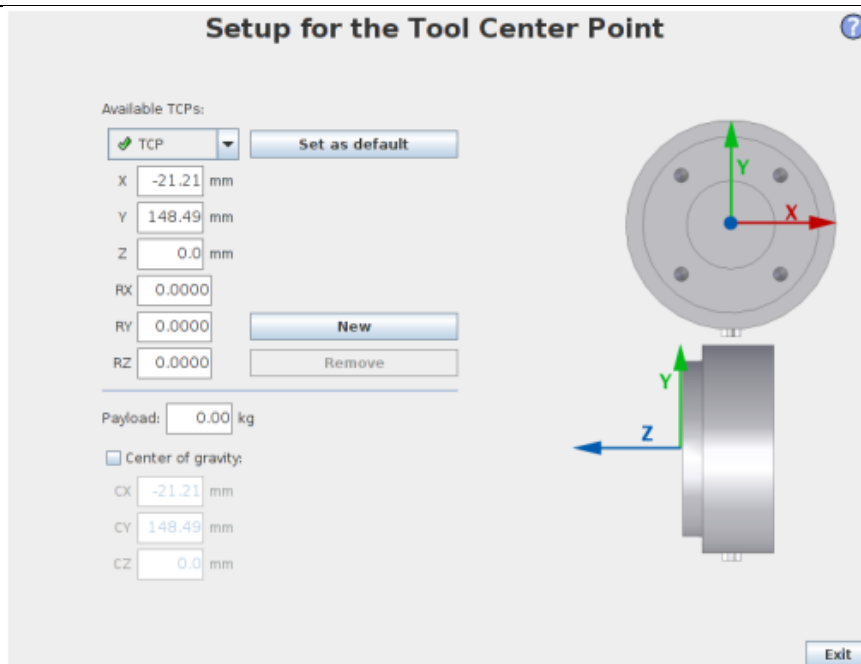 Setup for the Tool Center Point
?
Available TCPs:
TCP
Set as default
X -21.21 mm
Y 148.49 mm
Z 0.0 mm
RX 0.0000
RY 0.0000
New
RZ 0.0000
Remove
Payload: 0.00 kg
Center of gravity:
CX -21.21 mm
CY 148.49 mm
CZ 0.0 mm
Y
X
Y
Z
Exit